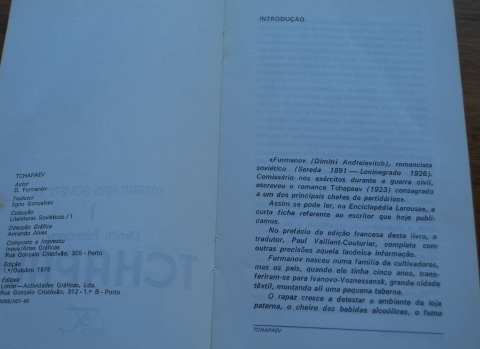 TCHAPAEV
Autor
D. Furmanov
Tradutor
Egito Gonçalves
Colecção
Literaturas Soviéticas / 1
Direcção Gráfica
Armando Alves
Composto e Impresso
Inova/Artes Gráficas
Rua Gonçalo Cristóvão, 305 - Porto
Edição
1.ª/Outubro 1976
Editora
Limiar—Actividades Gráficas, Lda.
Rua Gonçalo Cristóvão, 312-1.º B - Porto
INTRODUÇÃO
«Furmanov (Dimitri Andreievitch), romancista
soviético (Sereda 1891 — Leninegrado 1926).
Comissário nos exércitos durante a guerra civil,
escreveu o romance Tchapaev (1923) consagrado
a um dos principais chefes de partidários».
Assim se pode ler, na Enciclopédia Larousse, a
curta ficha referente ao escritor que hoje publi-
camos.
No prefácio da edição francesa deste livro, o
tradutor, Paul Vaillant-Couturier, completa com
outras precisões aquela lacónica informação.
Furmanov nasceu numa família de cultivadores,
mas os pais, quando ele tinha cinco anos, trans-
feriram-se para Ivanovo-Voznessensk, grande cidade
têxtil, montando ali uma pequena taberna.
O rapaz cresce a detestar o ambiente da loja
paterna, o cheiro das bebidas alcoólicas, o fumo
TCHAPAEV